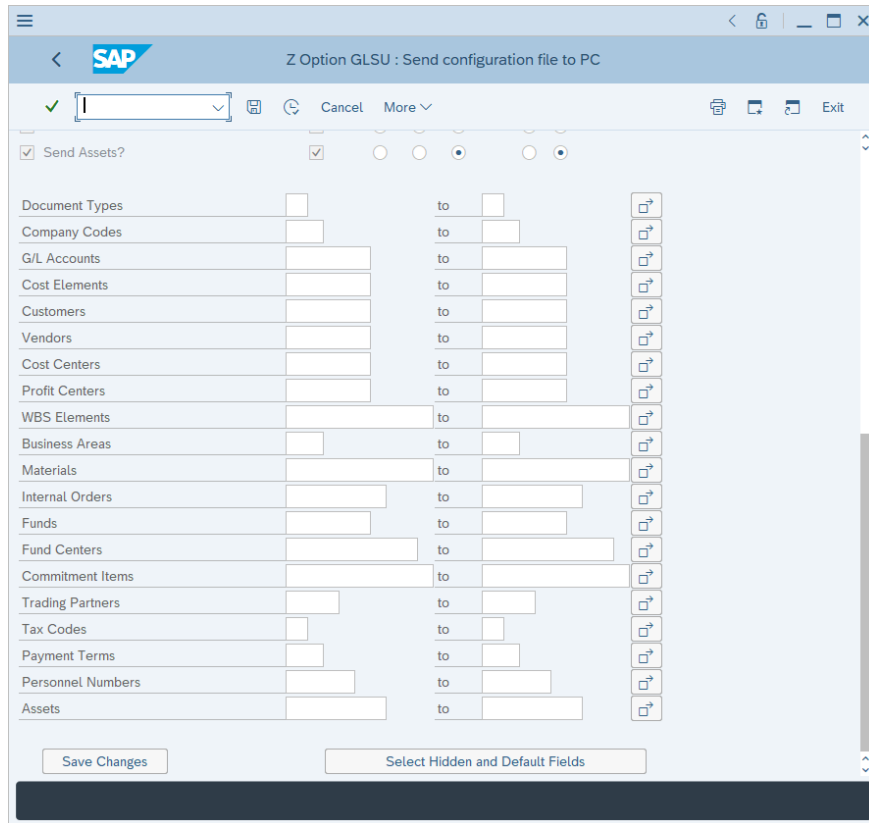 SAP
Z Option GLSU : Send configuration file to PC
Cancel More Exit
Send Assets?
Document Types to
Company Codes to
G/L Accounts to
Cost Elements to
Customers to
Vendors to
Cost Centers to
Profit Centers to
WBS Elements to
Business Areas to
Materials to
Internal Orders to
Funds to
Fund Centers to
Commitment Items to
Trading Partners to
Tax Codes to
Payment Terms to
Personnel Numbers to
Assets to
Save Changes Select Hidden and Default Fields